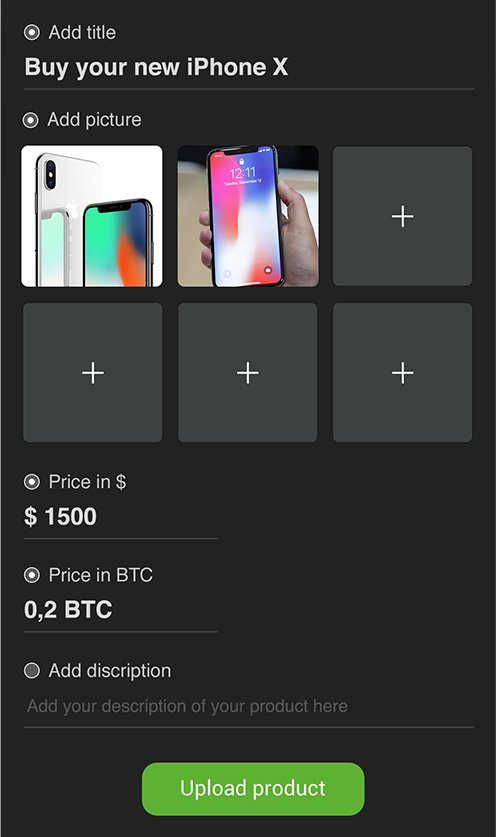 Add title
Buy your new iPhone X
Add picture
12:11
Tuesday, September 12
Price in $
$ 1500
Price in BTC
0,2 BTC
Add discription
Add your description of your product here
Upload product